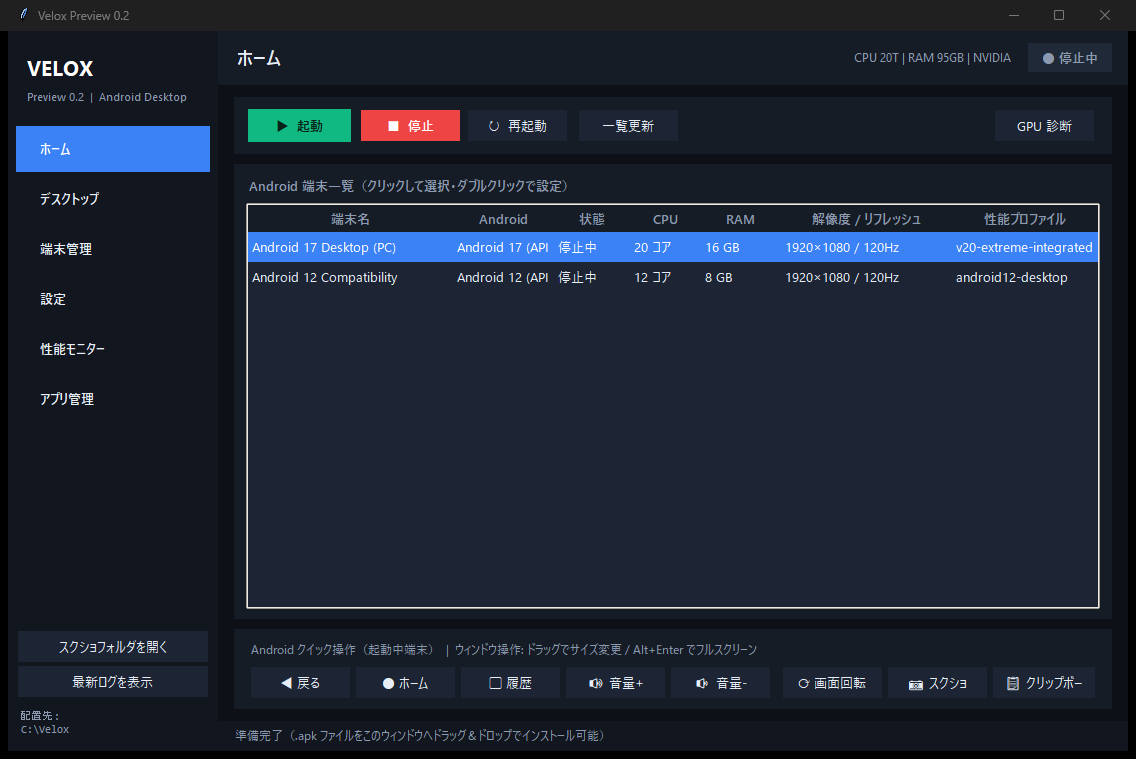 Velox Preview 0.2
VELOX
Preview 0.2 | Android Desktop
ホーム
デスクトップ
端末管理
設定
性能モニター
アプリ管理
スクショフォルダを開く
最新ログを表示
配置先：
C:\Velox
ホーム
CPU 20T | RAM 95GB | NVIDIA
● 停止中
▶ 起動
■ 停止
↻ 再起動
一覧更新
GPU 診断
Android 端末一覧（クリックして選択・ダブルクリックで設定）
端末名 Android 状態 CPU RAM 解像度 / リフレッシュ 性能プロファイル
Android 17 Desktop (PC) Android 17 (API 停止中 20 コア 16 GB 1920×1080 / 120Hz v20-extreme-integrated
Android 12 Compatibility Android 12 (API 停止中 12 コア 8 GB 1920×1080 / 120Hz android12-desktop
Android クイック操作（起動中端末） | ウィンドウ操作: ドラッグでサイズ変更 / Alt+Enter でフルスクリーン
◀ 戻る
● ホーム
▢ 履歴
🔊 音量+
🔉 音量-
⟳ 画面回転
📷 スクショ
📋 クリップボー
準備完了（.apk ファイルをこのウィンドウへドラッグ＆ドロップでインストール可能）